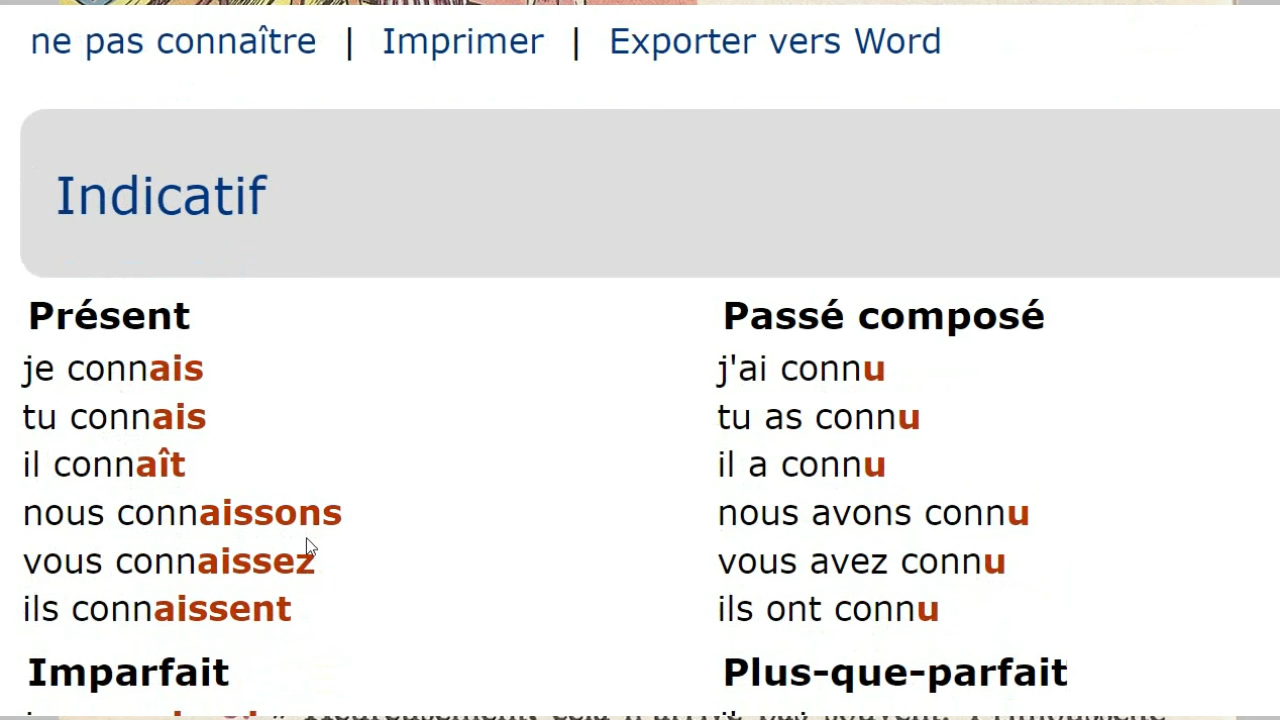 ne pas connaître | Imprimer | Exporter vers Word
Indicatif
Présent
je connais
tu connais
il connaît
nous connaissons
vous connaissez
ils connaissent
Imparfait
Passé composé
j'ai connu
tu as connu
il a connu
nous avons connu
vous avez connu
ils ont connu
Plus-que-parfait